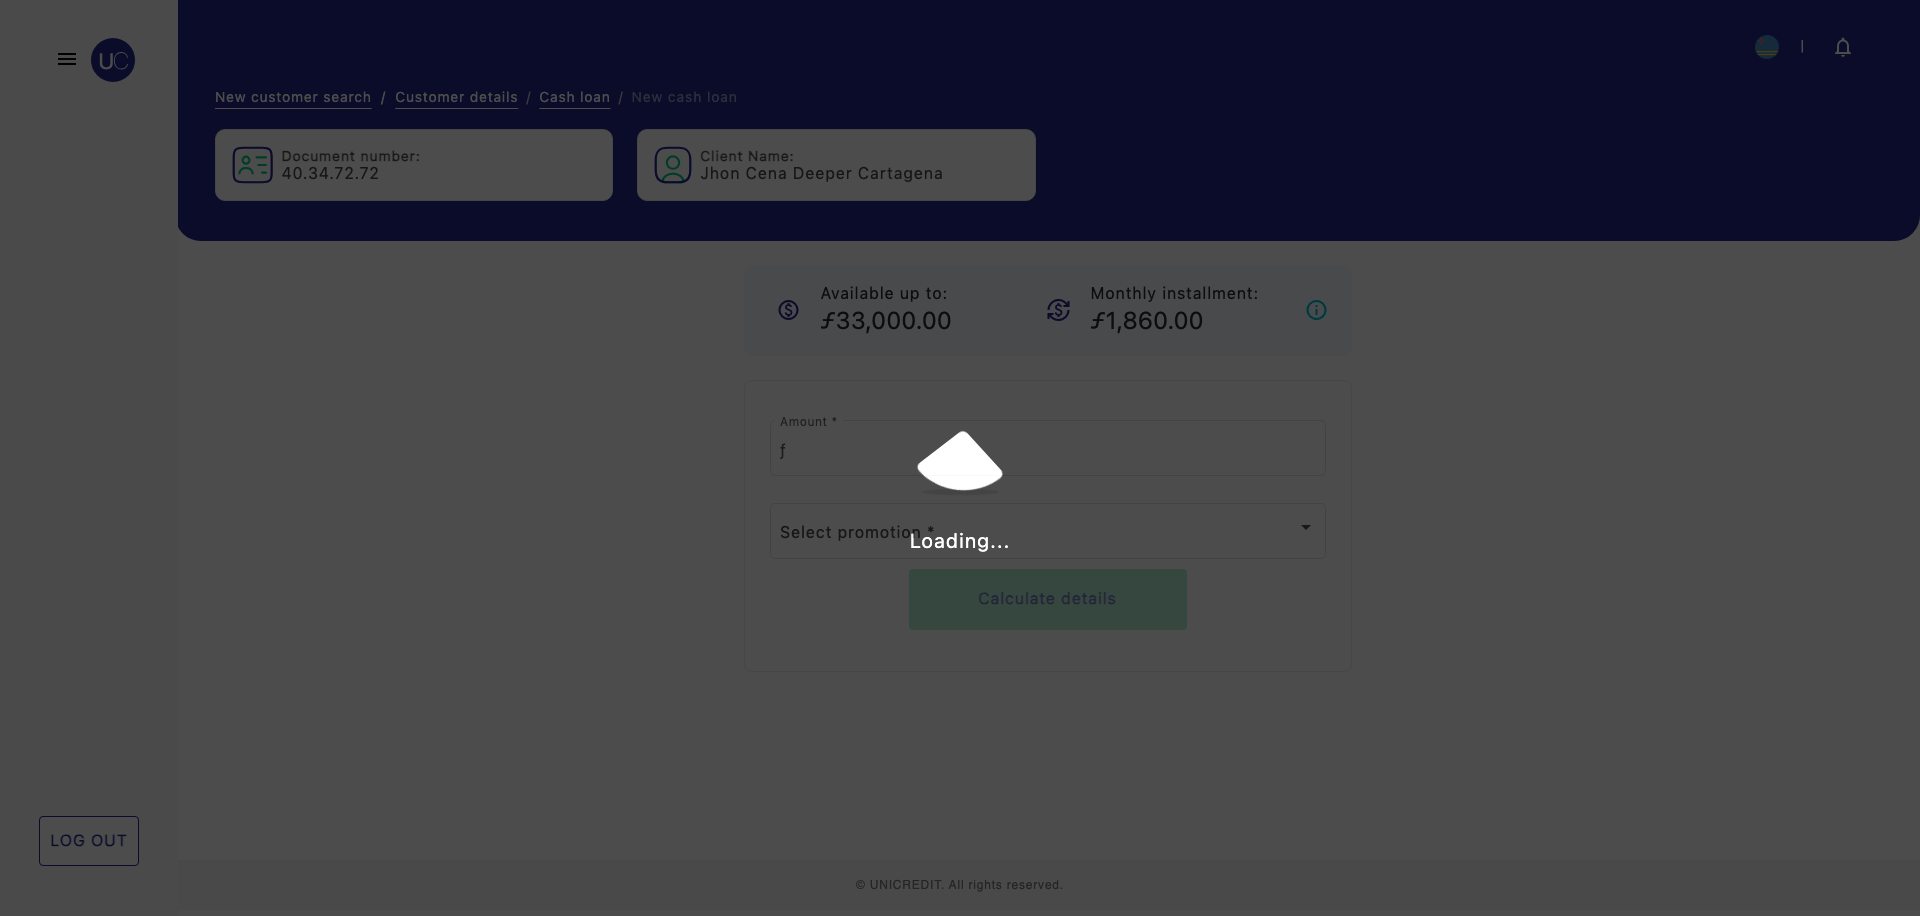 UC
New customer search / Customer details / Cash loan / New cash loan
Document number:
40.34.72.72
Client Name:
Jhon Cena Deeper Cartagena
Available up to:
ƒ33,000.00
Monthly installment:
ƒ1,860.00
Amount *
ƒ
Select promotion *
Loading...
Calculate details
LOG OUT
© UNICREDIT. All rights reserved.